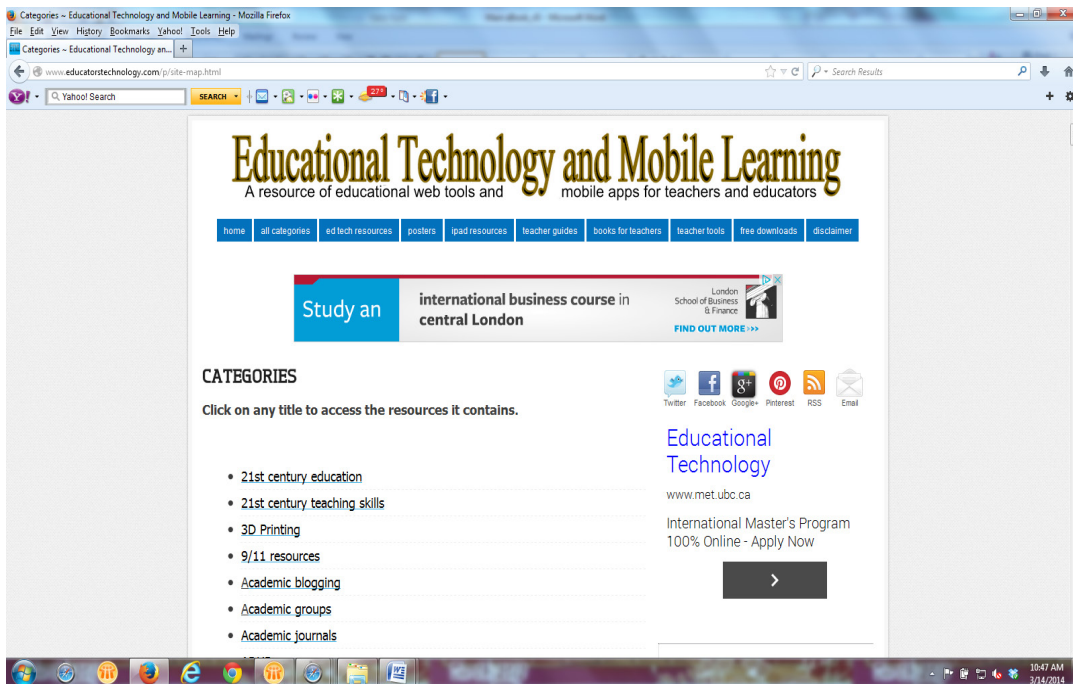 Categories ~ Educational Technology and Mobile Learning - Mozilla Firefox
File Edit View History Bookmarks Yahoo! Tools Help
Categories ~ Educational Technology an...
www.educatorstechnology.com/p/site-map.html
Search Results
Y! Yahoo! Search SEARCH 27°
Educational Technology and Mobile Learning
A resource of educational web tools and mobile apps for teachers and educators
home all categories ed tech resources posters ipad resources teacher guides books for teachers teacher tools free downloads disclaimer
Study an
international business course in
central London
London
School of Business
& Finance
FIND OUT MORE >>>
CATEGORIES
Click on any title to access the resources it contains.
Twitter Facebook Google+ Pinterest RSS Email
Educational
Technology
www.met.ubc.ca
International Master's Program
100% Online - Apply Now
21st century education
21st century teaching skills
3D Printing
9/11 resources
Academic blogging
Academic groups
Academic journals
10:47 AM
3/14/2014